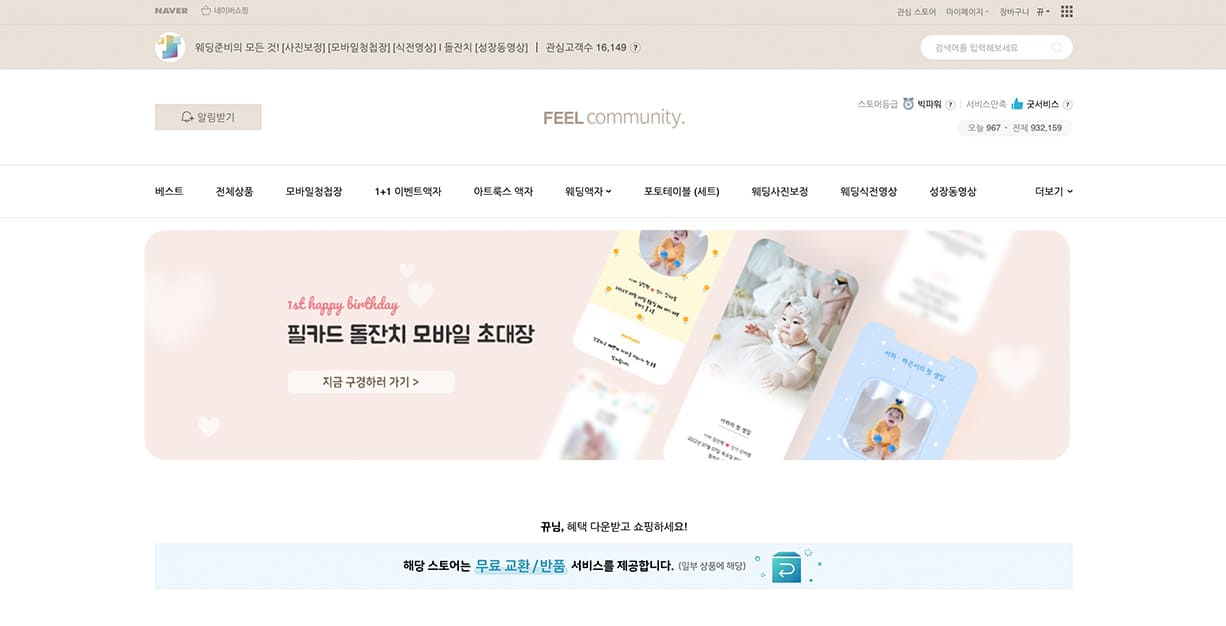 NAVER 네이버쇼핑 관심 스토어 마이페이지 장바구니 뀨
웨딩준비의 모든 것! [사진보정] [모바일청첩장] [식전영상] I 돌잔치 [성장동영상] | 관심고객수 16,149 ?
검색어를 입력해보세요
알림받기
FEEL community.
스토어등급 빅파워 ? 서비스만족 굿서비스 ?
오늘 967 · 전체 932,159
베스트 전체상품 모바일청첩장 1+1 이벤트액자 아트룩스 액자 웨딩액자 포토테이블 (세트) 웨딩사진보정 웨딩식전영상 성장동영상 더보기
1st happy birthday
필카드 돌잔치 모바일 초대장
지금 구경하러 가기 >
서하의 첫 생일
뀨님, 혜택 다운받고 쇼핑하세요!
해당 스토어는 무료 교환/반품 서비스를 제공합니다. (일부 상품에 해당)